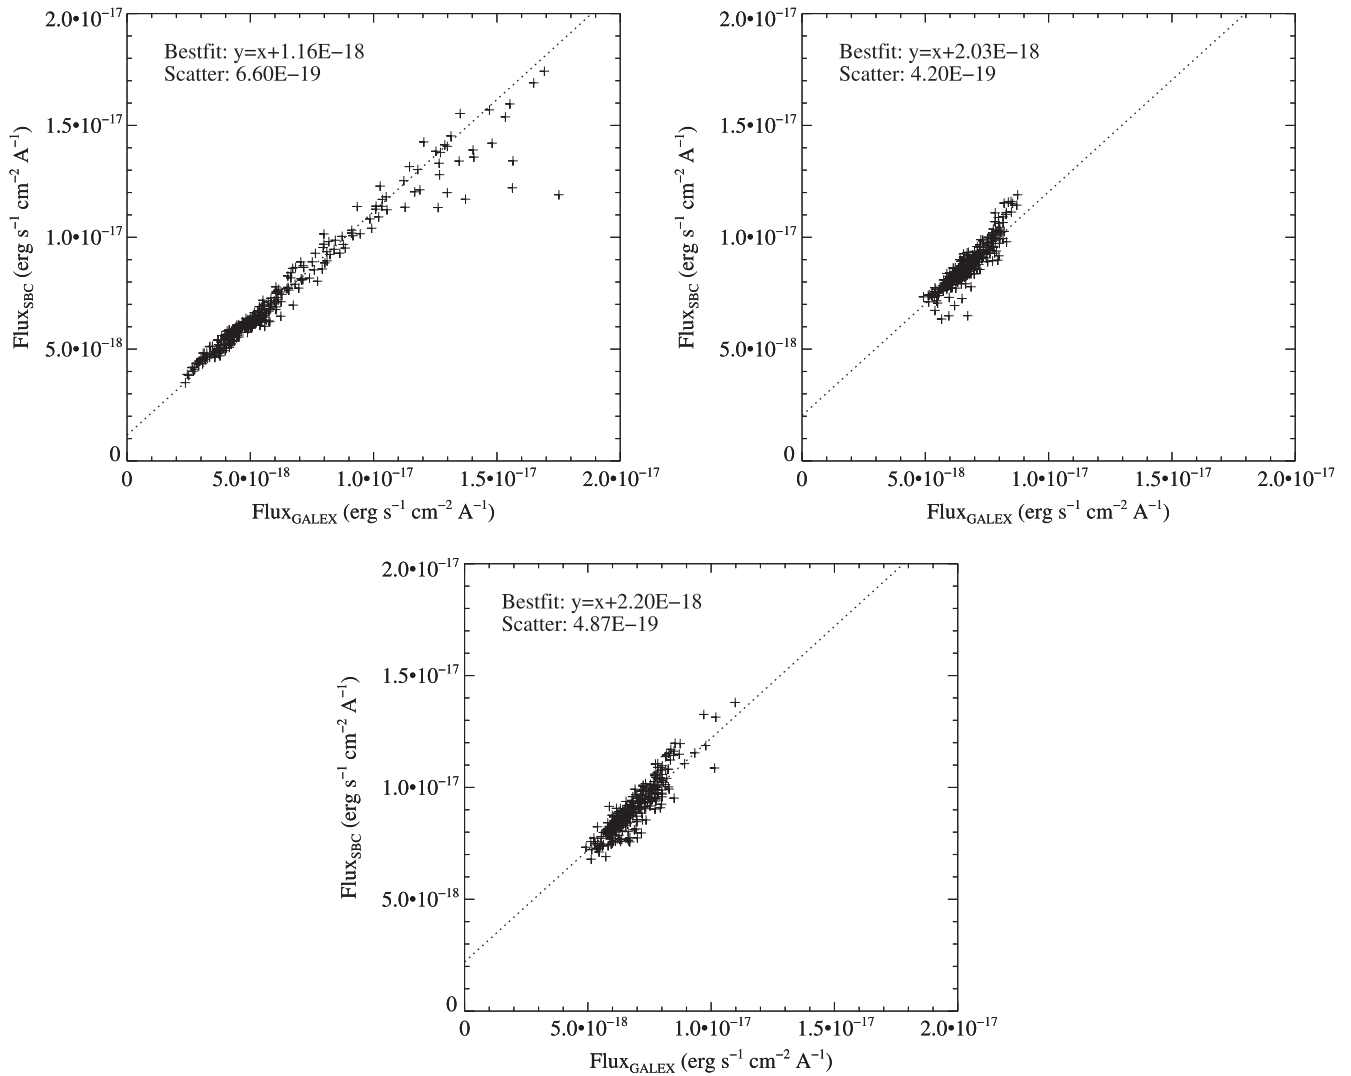 2.0•10⁻¹⁷
Bestfit: y=x+1.16E−18
Scatter: 6.60E−19
1.5•10⁻¹⁷
1.0•10⁻¹⁷
5.0•10⁻¹⁸
0
Flux_SBC (erg s⁻¹ cm⁻² A⁻¹)
0 5.0•10⁻¹⁸ 1.0•10⁻¹⁷ 1.5•10⁻¹⁷ 2.0•10⁻¹⁷
Flux_GALEX (erg s⁻¹ cm⁻² A⁻¹)
2.0•10⁻¹⁷
Bestfit: y=x+2.03E−18
Scatter: 4.20E−19
1.5•10⁻¹⁷
1.0•10⁻¹⁷
5.0•10⁻¹⁸
0
Flux_SBC (erg s⁻¹ cm⁻² A⁻¹)
0 5.0•10⁻¹⁸ 1.0•10⁻¹⁷ 1.5•10⁻¹⁷ 2.0•10⁻¹⁷
Flux_GALEX (erg s⁻¹ cm⁻² A⁻¹)
2.0•10⁻¹⁷
Bestfit: y=x+2.20E−18
Scatter: 4.87E−19
1.5•10⁻¹⁷
1.0•10⁻¹⁷
5.0•10⁻¹⁸
0
Flux_SBC (erg s⁻¹ cm⁻² A⁻¹)
0 5.0•10⁻¹⁸ 1.0•10⁻¹⁷ 1.5•10⁻¹⁷ 2.0•10⁻¹⁷
Flux_GALEX (erg s⁻¹ cm⁻² A⁻¹)